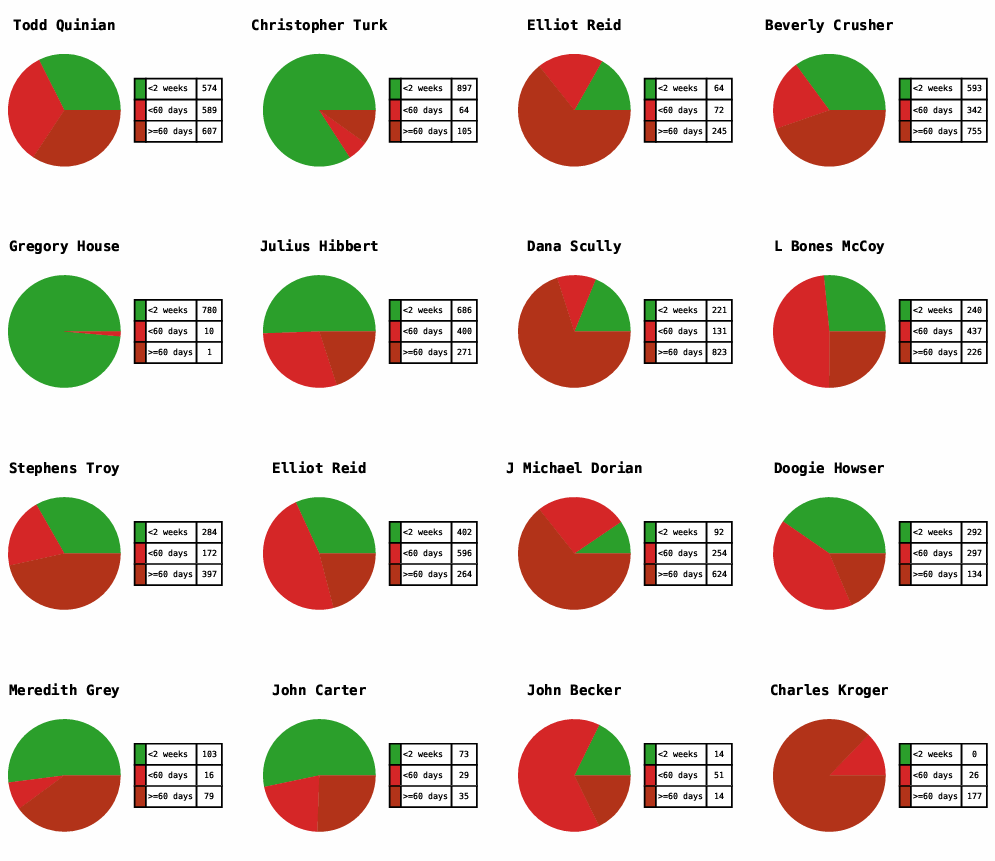 Todd Quinian
<2 weeks 574
<60 days 589
>=60 days 607
Christopher Turk
<2 weeks 897
<60 days 64
>=60 days 105
Elliot Reid
<2 weeks 64
<60 days 72
>=60 days 245
Beverly Crusher
<2 weeks 593
<60 days 342
>=60 days 755
Gregory House
<2 weeks 780
<60 days 10
>=60 days 1
Julius Hibbert
<2 weeks 686
<60 days 400
>=60 days 271
Dana Scully
<2 weeks 221
<60 days 131
>=60 days 823
L Bones McCoy
<2 weeks 240
<60 days 437
>=60 days 226
Stephens Troy
<2 weeks 284
<60 days 172
>=60 days 397
Elliot Reid
<2 weeks 402
<60 days 596
>=60 days 264
J Michael Dorian
<2 weeks 92
<60 days 254
>=60 days 624
Doogie Howser
<2 weeks 292
<60 days 297
>=60 days 134
Meredith Grey
<2 weeks 103
<60 days 16
>=60 days 79
John Carter
<2 weeks 73
<60 days 29
>=60 days 35
John Becker
<2 weeks 14
<60 days 51
>=60 days 14
Charles Kroger
<2 weeks 0
<60 days 26
>=60 days 177